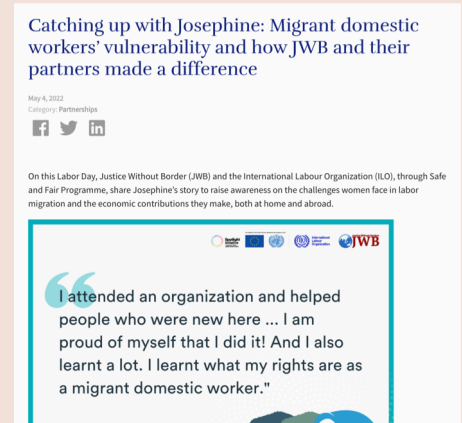 Catching up with Josephine: Migrant domestic
workers' vulnerability and how JWB and their
partners made a difference
May 4, 2022
Category: Partnerships
On this Labor Day, Justice Without Border (JWB) and the International Labour Organization (ILO), through Safe
and Fair Programme, share Josephine's story to raise awareness on the challenges women face in labor
migration and the economic contributions they make, both at home and abroad.
Spotlight
Initiative
International
Labour
Organization
JWB
I attended an organization and helped
people who were new here ... I am
proud of myself that I did it! And I also
learnt a lot. I learnt what my rights are as
a migrant domestic worker."